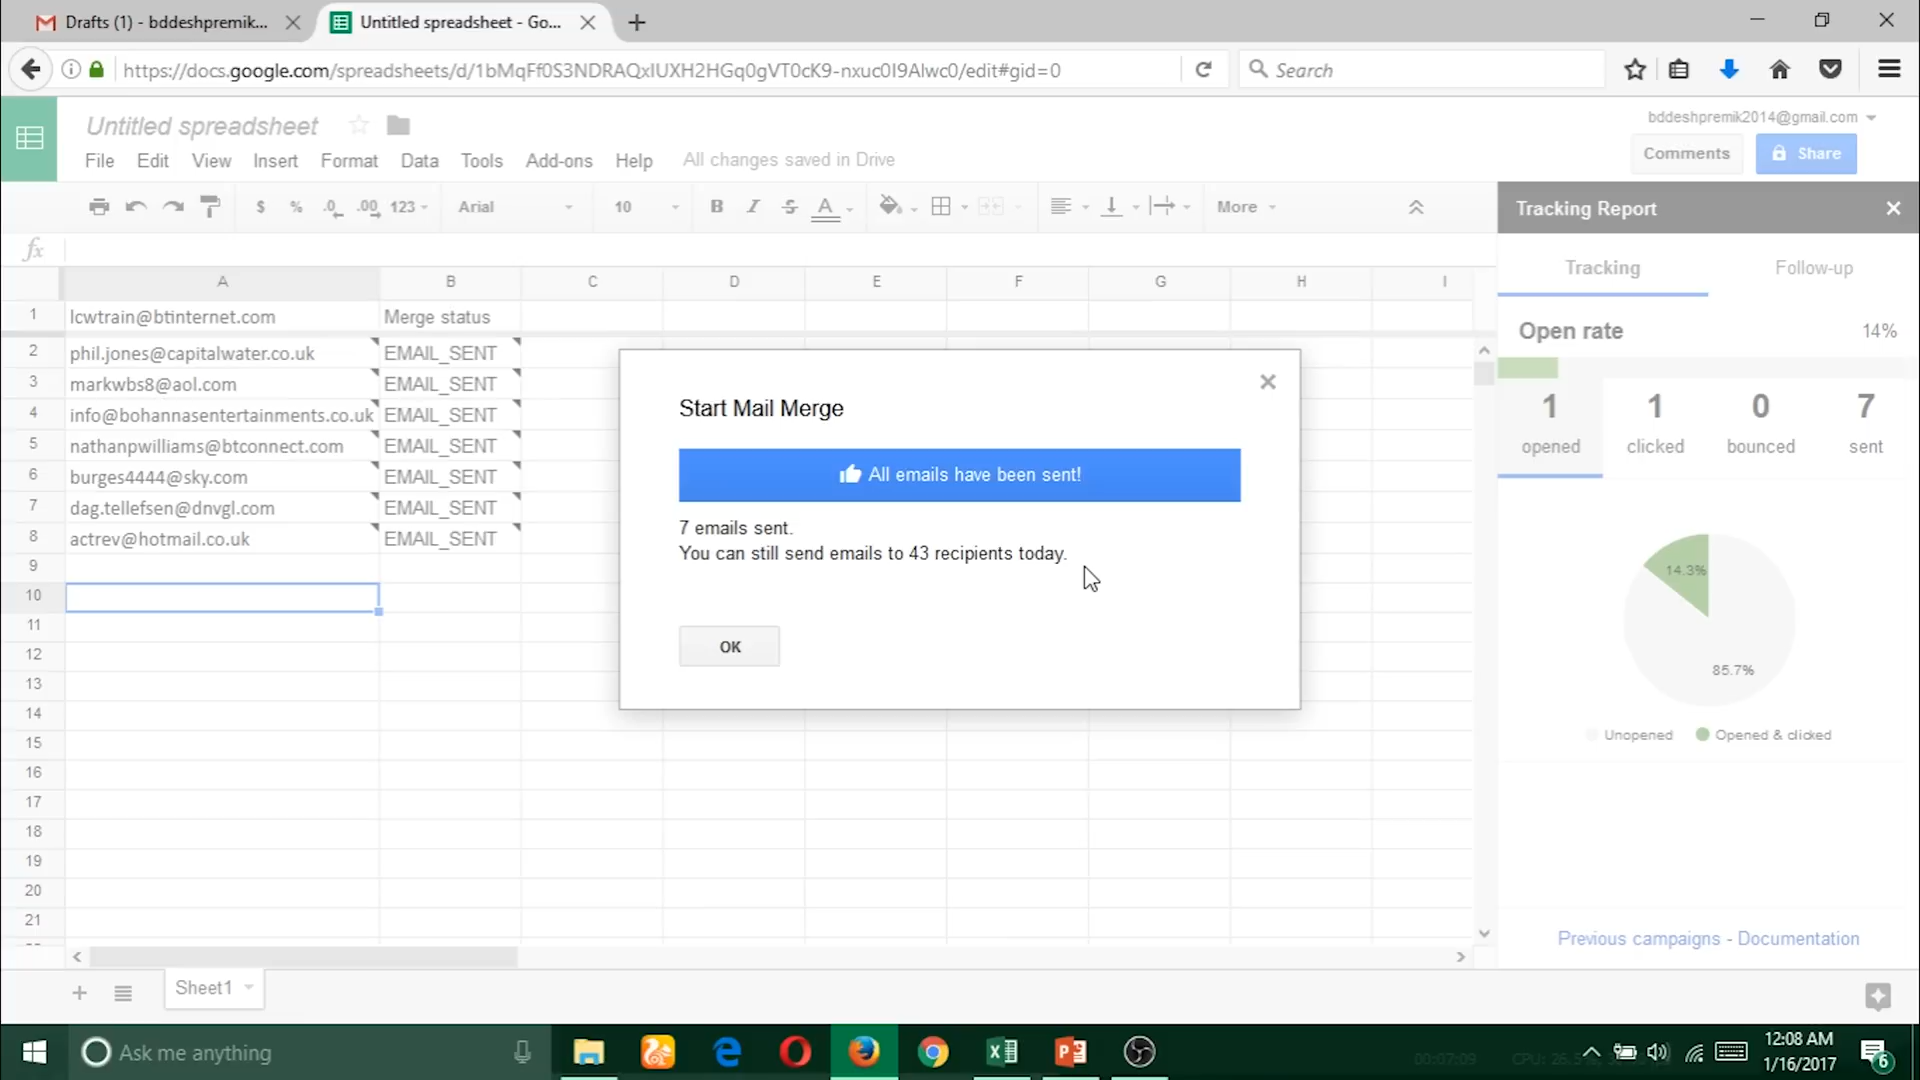 Drafts (1) - bddeshpremik...
Untitled spreadsheet - Go...
https://docs.google.com/spreadsheets/d/1bMqFf0S3NDRAQxIUXH2HGq0gVT0cK9-nxuc0I9Alwc0/edit#gid=0
Search
Untitled spreadsheet
bddeshpremik2014@gmail.com
File Edit View Insert Format Data Tools Add-ons Help All changes saved in Drive
Comments
Share
$ % .0 .00 123 Arial 10 B I S A More
Tracking Report
fx
Tracking Follow-up
A B C D E F G H I
Open rate 14%
1 lcwtrain@btinternet.com Merge status
2 phil.jones@capitalwater.co.uk EMAIL_SENT
3 markwbs8@aol.com EMAIL_SENT
4 info@bohannasentertainments.co.uk EMAIL_SENT
5 nathanpwilliams@btconnect.com EMAIL_SENT
6 burges4444@sky.com EMAIL_SENT
7 dag.tellefsen@dnvgl.com EMAIL_SENT
8 actrev@hotmail.co.uk EMAIL_SENT
9
10
11
12
13
14
15
16
17
18
19
20
21
Start Mail Merge
All emails have been sent!
7 emails sent.
You can still send emails to 43 recipients today.
OK
1 1 0 7
opened clicked bounced sent
14.3%
85.7%
Unopened Opened & clicked
Previous campaigns - Documentation
Sheet1
Ask me anything
00:07:09
12:08 AM
1/16/2017
6